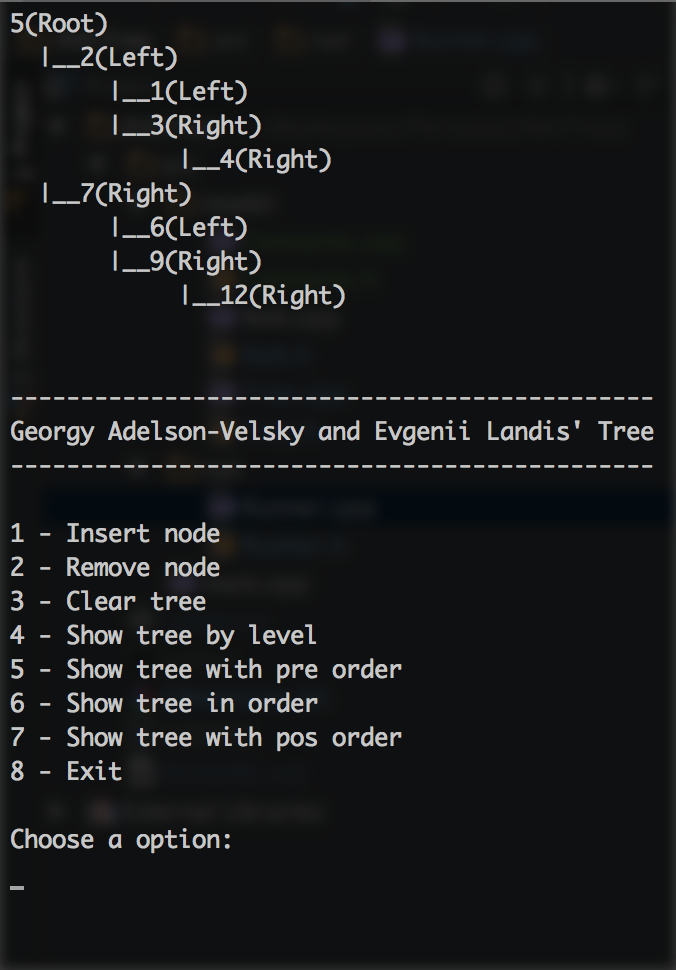 5(Root)
|__2(Left)
|__1(Left)
|__3(Right)
|__4(Right)
|__7(Right)
|__6(Left)
|__9(Right)
|__12(Right)
----------------------------------------------
Georgy Adelson-Velsky and Evgenii Landis' Tree
----------------------------------------------
1 - Insert node
2 - Remove node
3 - Clear tree
4 - Show tree by level
5 - Show tree with pre order
6 - Show tree in order
7 - Show tree with pos order
8 - Exit
Choose a option: